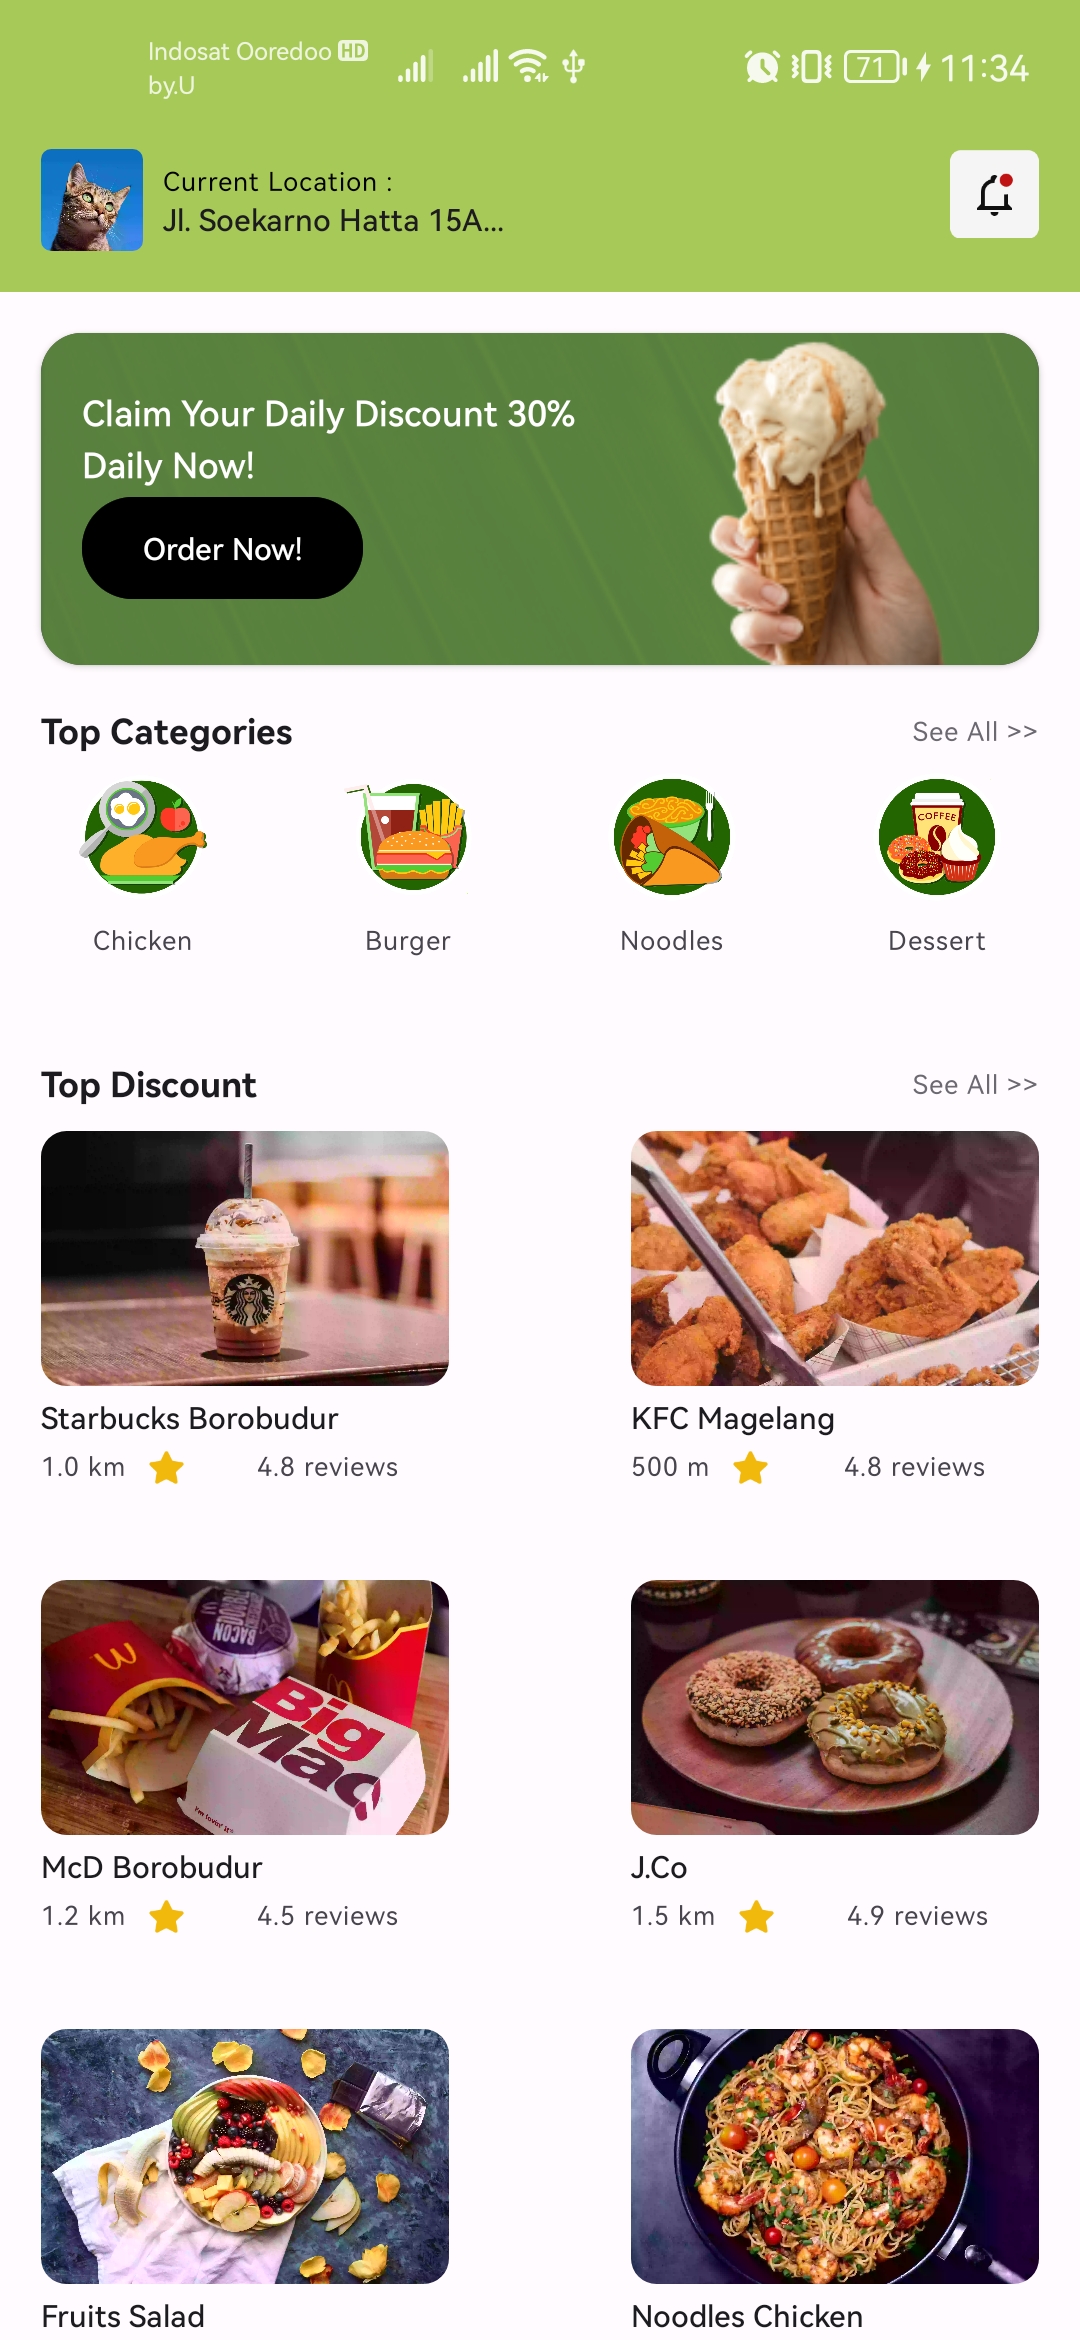 Indosat Ooredoo HD
by.U
71
11:34
Current Location :
Jl. Soekarno Hatta 15A...
Claim Your Daily Discount 30%
Daily Now!
Order Now!
Top Categories
See All >>
COFFEE
Chicken
Burger
Noodles
Dessert
Top Discount
See All >>
Starbucks Borobudur
1.0 km
4.8 reviews
KFC Magelang
500 m
4.8 reviews
BACON
Big
Mac
i'm lovin' it
McD Borobudur
1.2 km
4.5 reviews
J.Co
1.5 km
4.9 reviews
Fruits Salad
Noodles Chicken